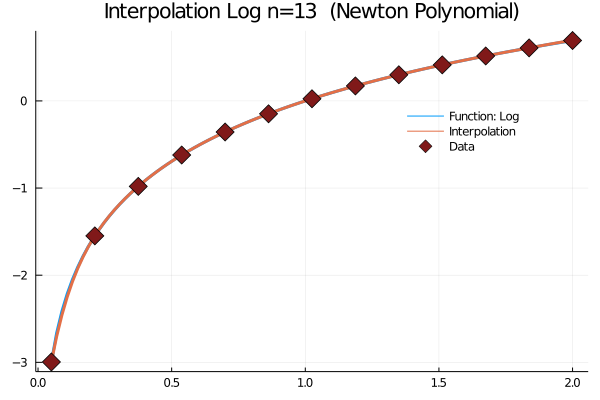 Interpolation Log n=13 (Newton Polynomial)
0
Function: Log
Interpolation
Data
−1
−2
−3
0.0 0.5 1.0 1.5 2.0